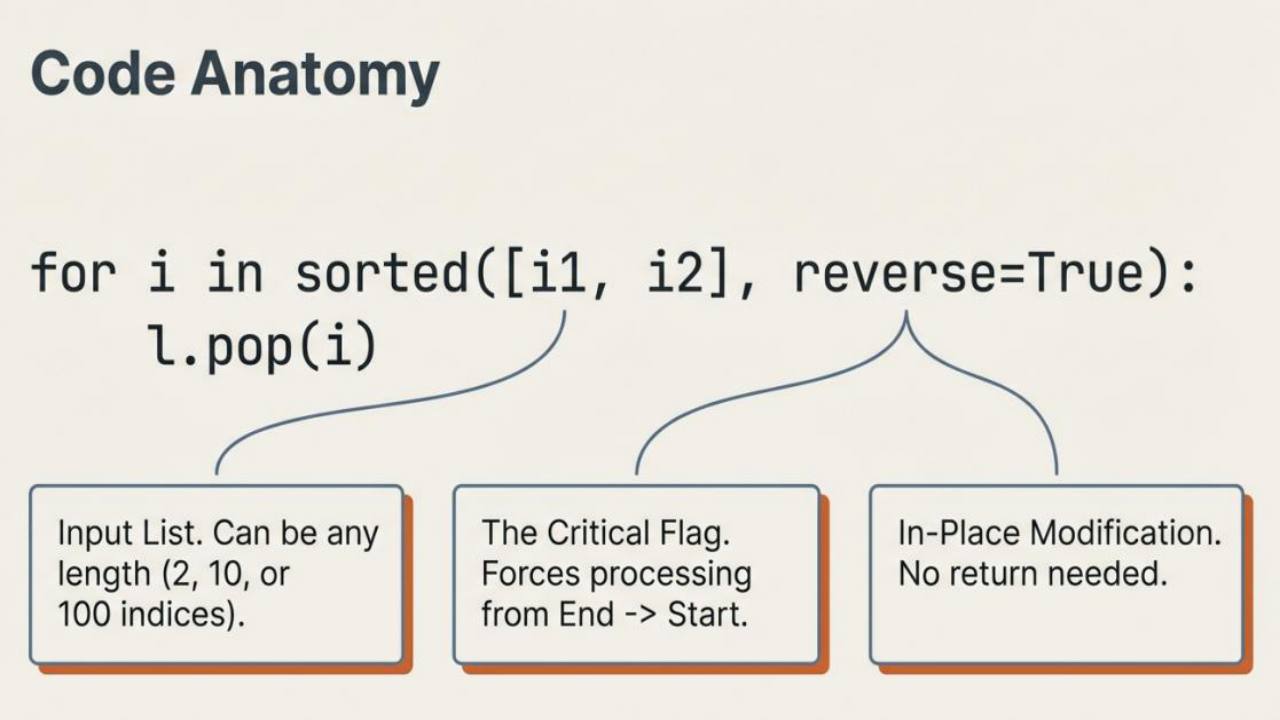 Code Anatomy
for i in sorted([i1, i2], reverse=True):
    l.pop(i)
Input List. Can be any
length (2, 10, or
100 indices).
The Critical Flag.
Forces processing
from End -> Start.
In-Place Modification.
No return needed.